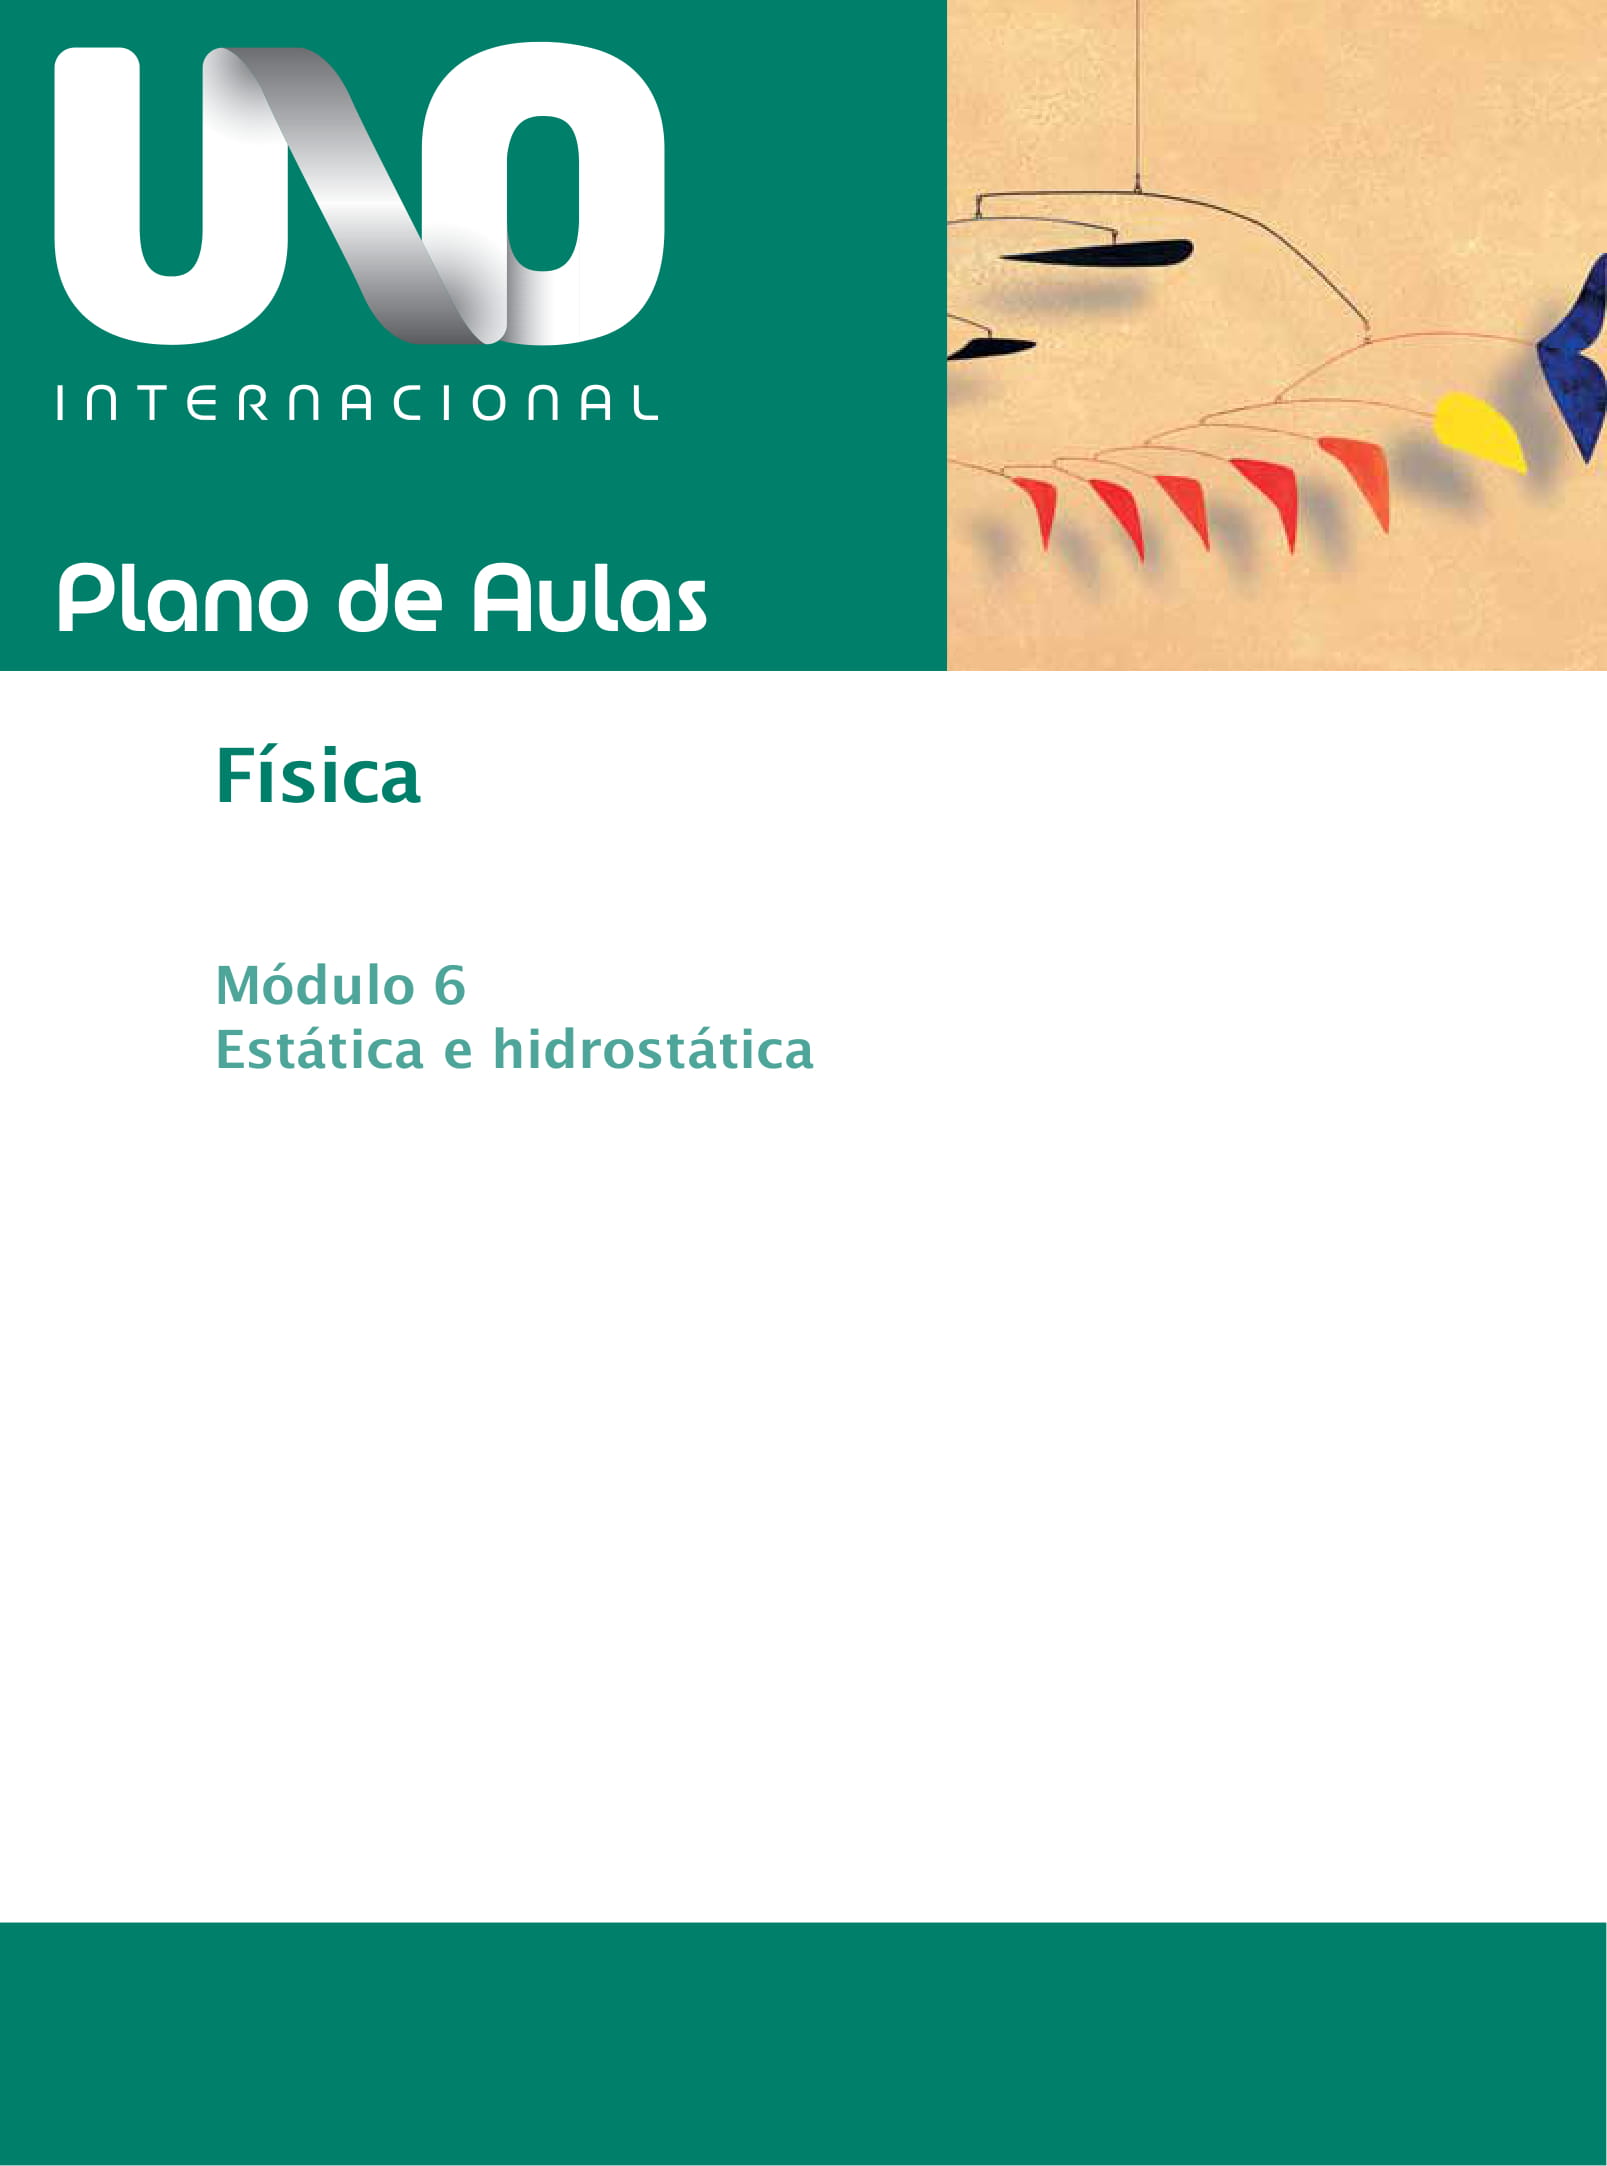 UNO
INTERNACIONAL
Plano de Aulas
Física
Módulo 6
Estática e hidrostática